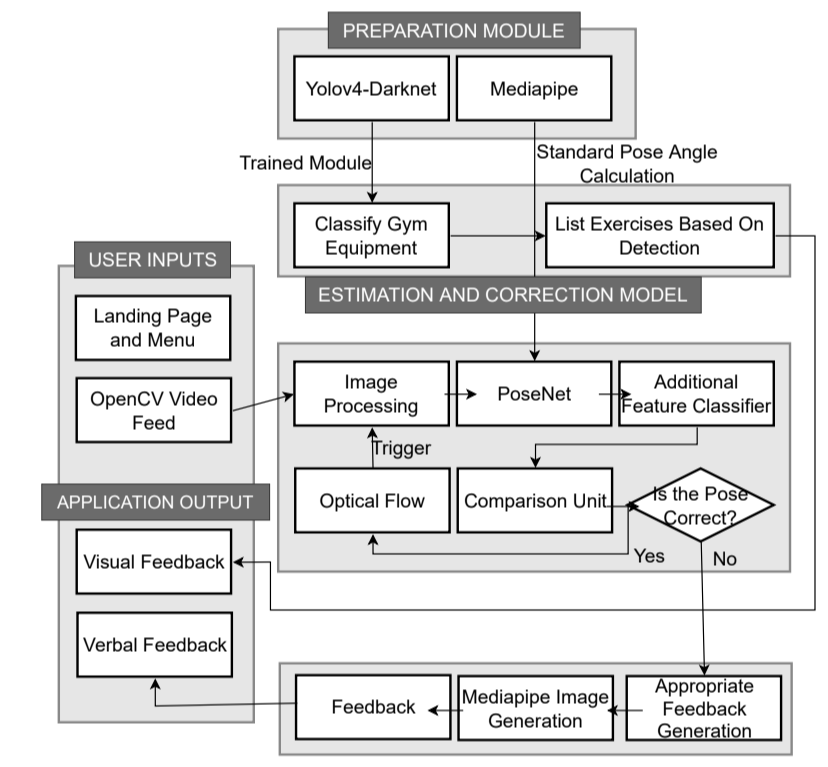 PREPARATION MODULE
Yolov4-Darknet
Mediapipe
Trained Module
Standard Pose Angle
Calculation
Classify Gym
Equipment
List Exercises Based On
Detection
USER INPUTS
ESTIMATION AND CORRECTION MODEL
Landing Page
and Menu
OpenCV Video
Feed
Image
Processing
PoseNet
Additional
Feature Classifier
Trigger
Optical Flow
Comparison Unit
Is the Pose
Correct?
Yes
No
APPLICATION OUTPUT
Visual Feedback
Verbal Feedback
Feedback
Mediapipe Image
Generation
Appropriate
Feedback
Generation